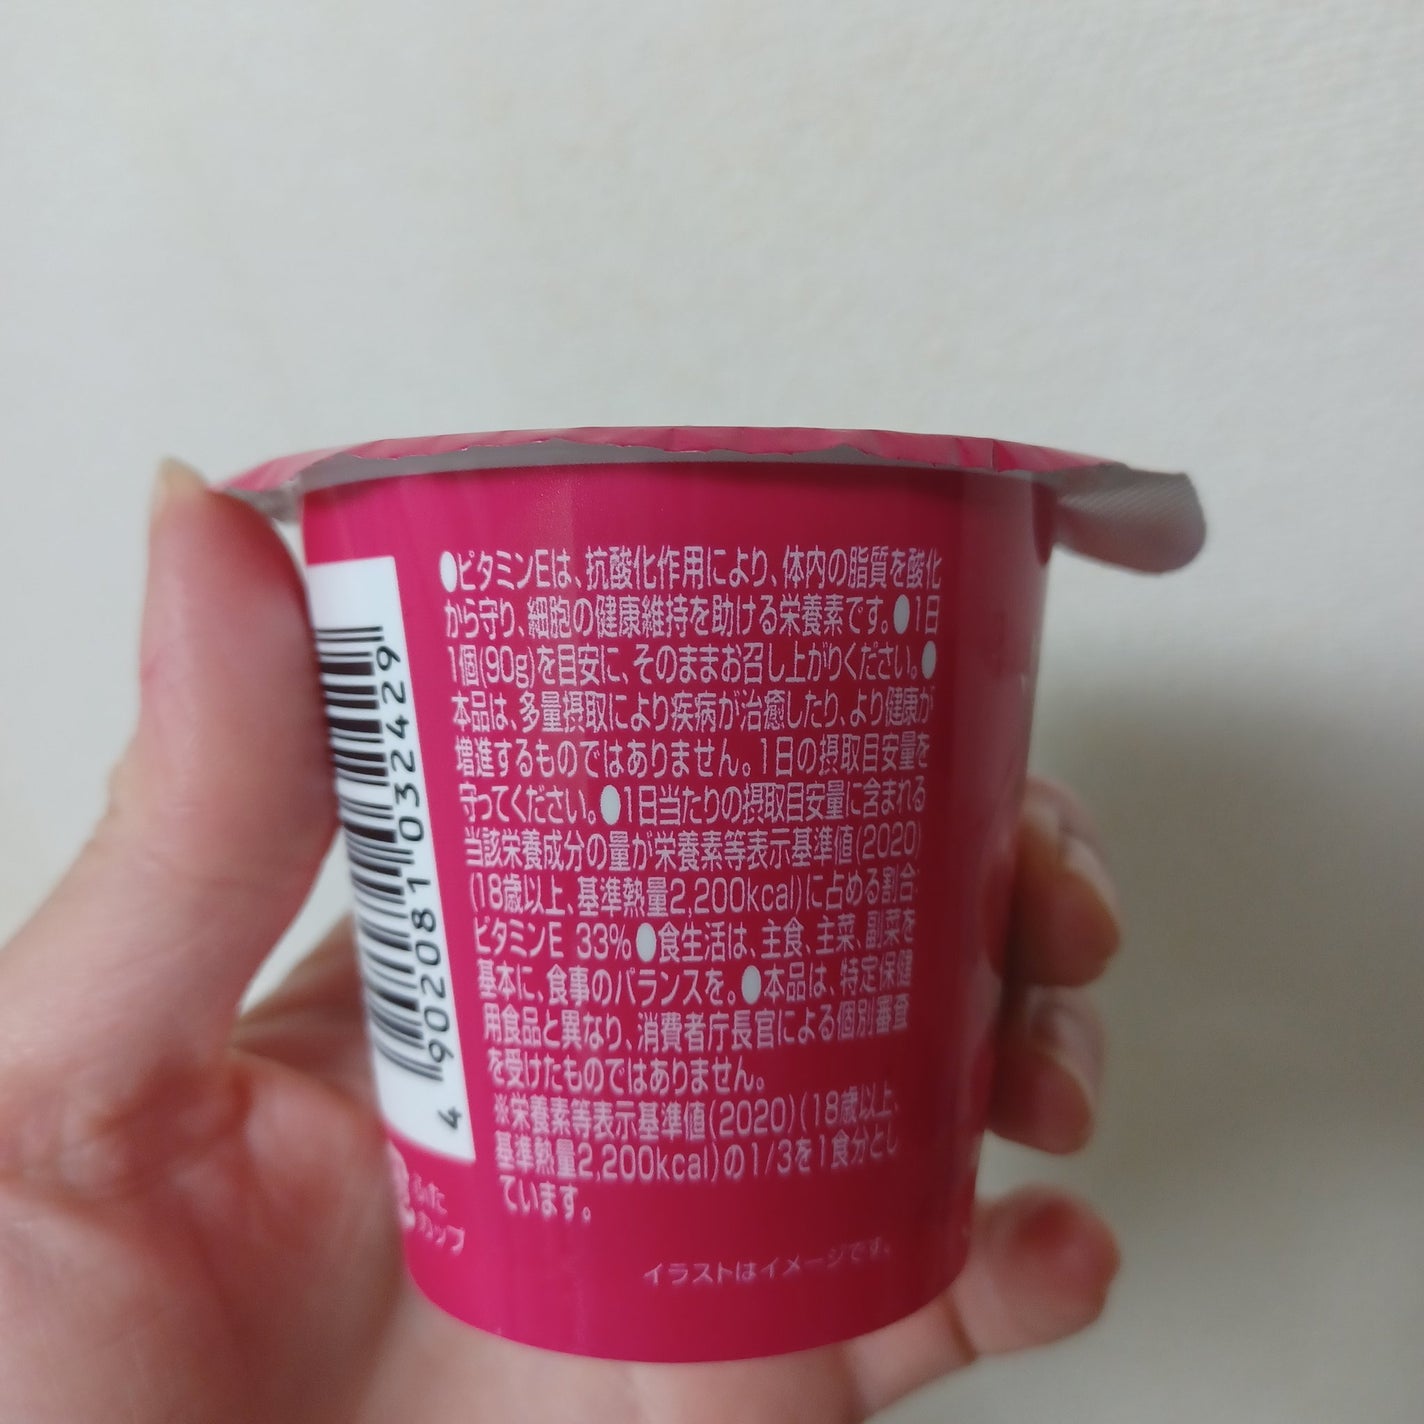 ●ビタミンEは、抗酸化作用により、体内の脂質を酸化
から守り、細胞の健康維持を助ける栄養素です。●1日
1個(90g)を目安に、そのままお召し上がりください。●
本品は、多量摂取により疾病が治癒したり、より健康が
増進するものではありません。1日の摂取目安量を
守ってください。●1日当たりの摂取目安量に含まれる
当該栄養成分の量が栄養素等表示基準値(2020)
(18歳以上、基準熱量2,200kcal)に占める割合:
ビタミンE 33%●食生活は、主食、主菜、副菜を
基本に、食事のバランスを。●本品は、特定保健
用食品と異なり、消費者庁長官による個別審査
を受けたものではありません。
※栄養素等表示基準値(2020)(18歳以上、
基準熱量2,200kcal)の1/3を1食分とし
ています。
イラストはイメージです。
4 902081 032429
ふた
カップ